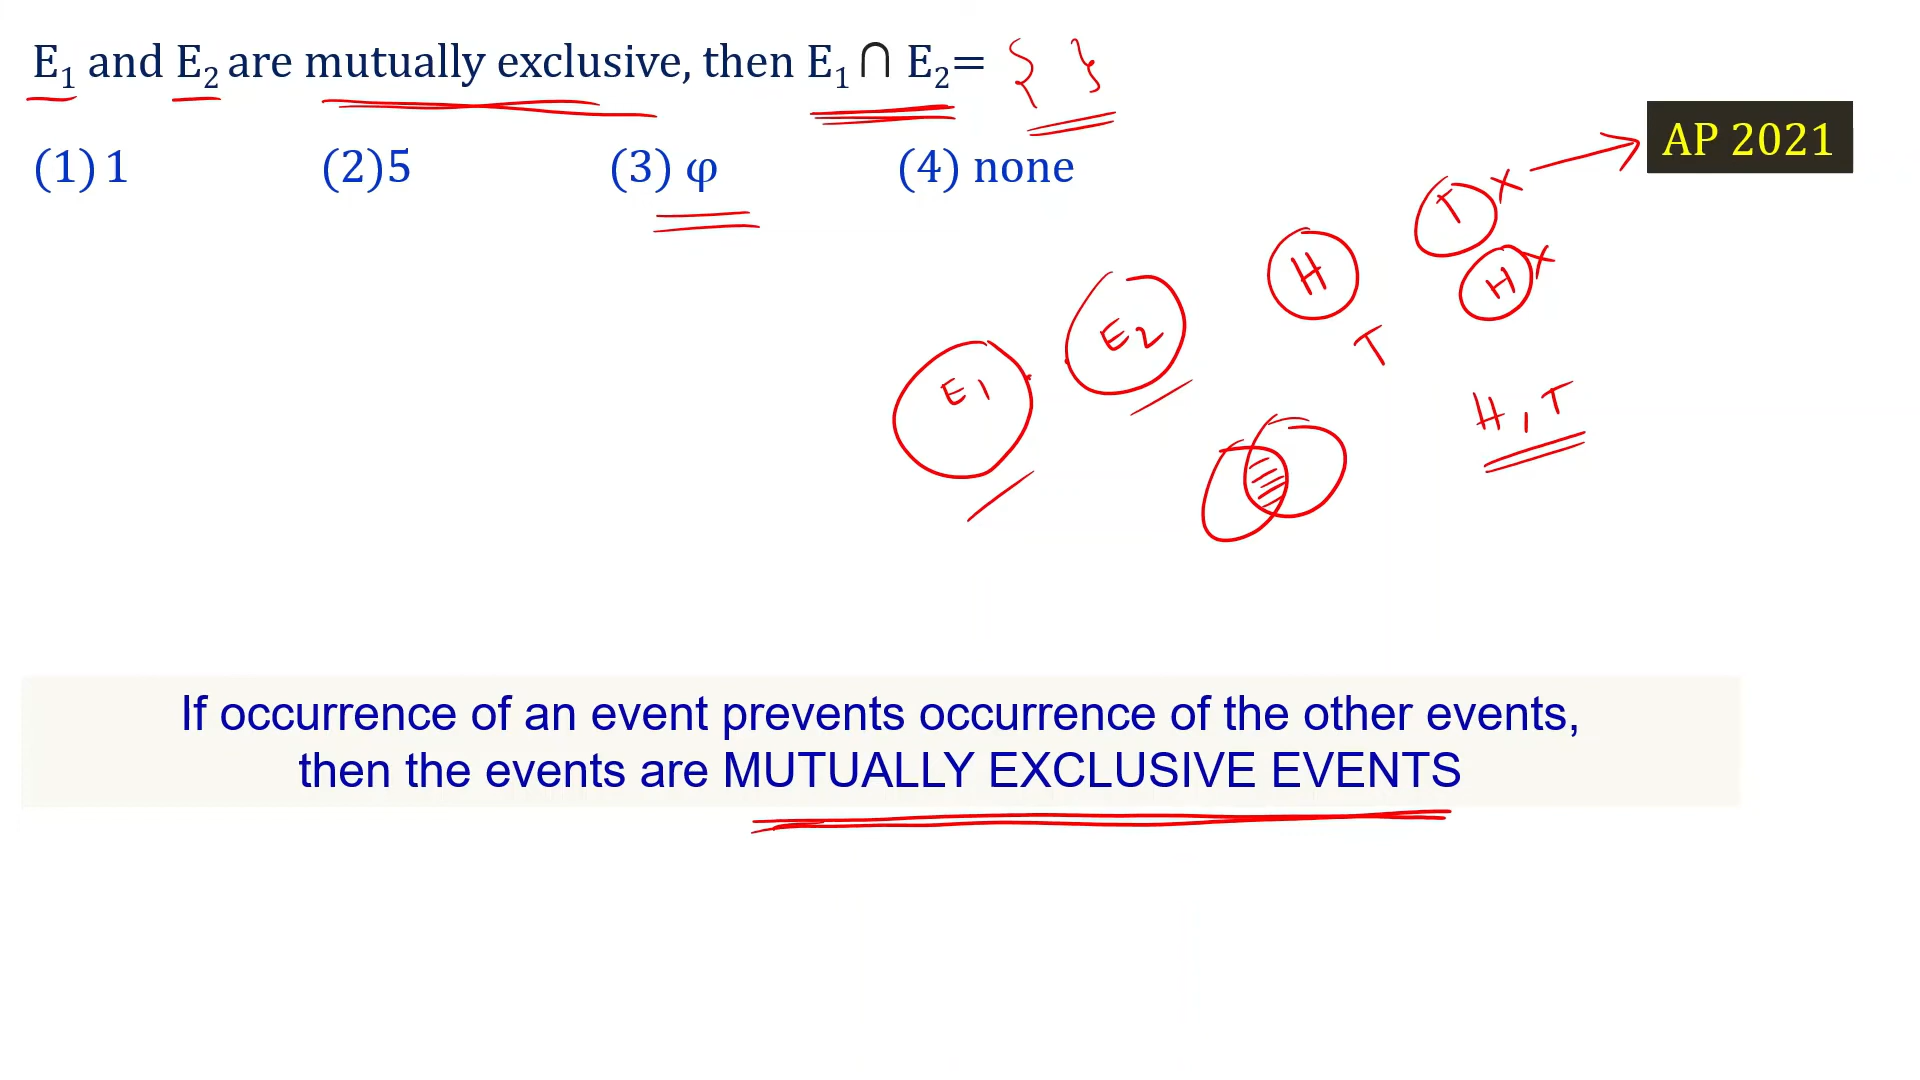 E₁ and E₂ are mutually exclusive, then E₁ ∩ E₂= { }
AP 2021
(1) 1 (2)5 (3) φ (4) none
T x
H H x
E₂ T
E₁ H, T
If occurrence of an event prevents occurrence of the other events,
then the events are MUTUALLY EXCLUSIVE EVENTS